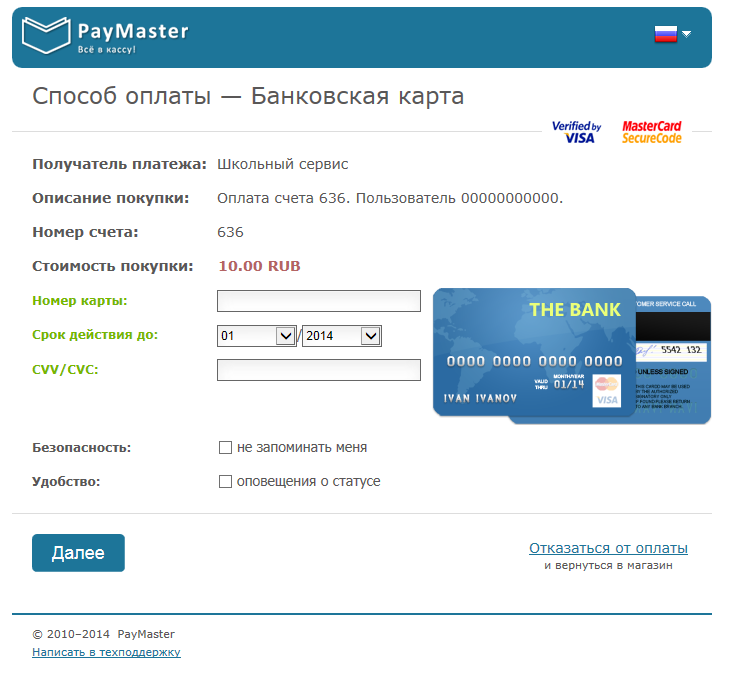 PayMaster
Всё в кассу!
Способ оплаты — Банковская карта
Verified by VISA
MasterCard SecureCode
Получатель платежа: Школьный сервис
Описание покупки: Оплата счета 636. Пользователь 00000000000.
Номер счета: 636
Стоимость покупки: 10.00 RUB
Номер карты:
Срок действия до: 01 / 2014
CVV/CVC:
THE BANK
0000 0000 0000 0000
VALID THRU
MONTH/YEAR
01/14
IVAN IVANOV
MasterCard
VISA
TOMER SERVICE CALL
5542 132
UNLESS SIGNED
Безопасность: не запоминать меня
Удобство: оповещения о статусе
Далее
Отказаться от оплаты
и вернуться в магазин
© 2010–2014 PayMaster
Написать в техподдержку